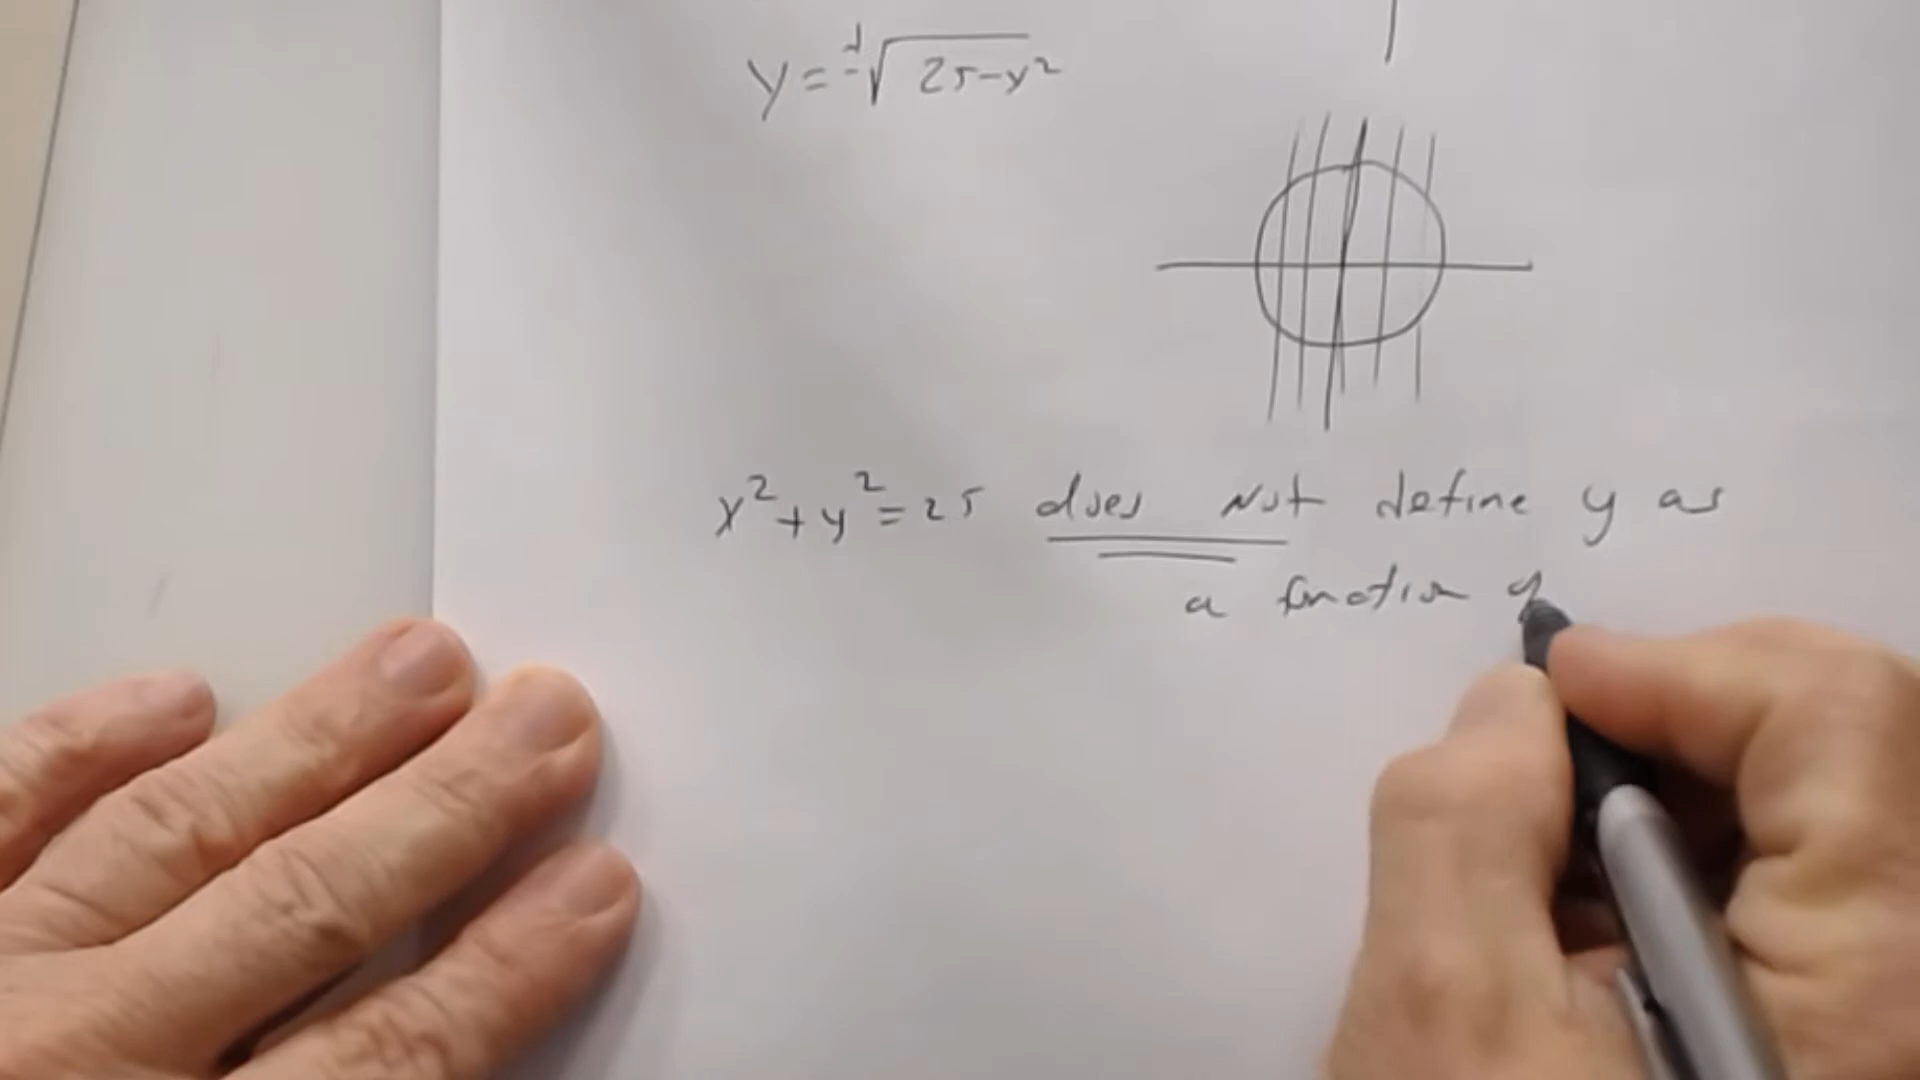 y = ±√25-y²
x² + y² = 25 does not define y as
a function of